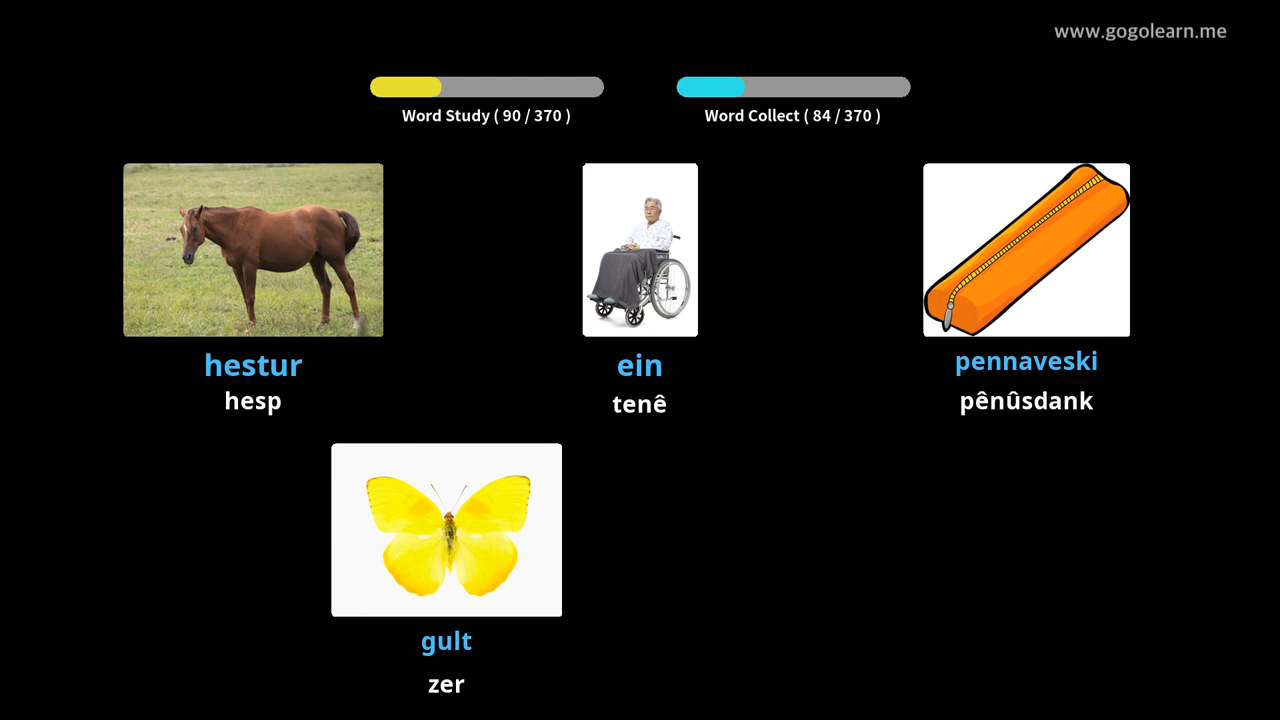 www.gogolearn.me
Word Study ( 90 / 370 )
Word Collect ( 84 / 370 )
hestur
hesp
ein
tenê
pennaveski
pênûsdank
gult
zer